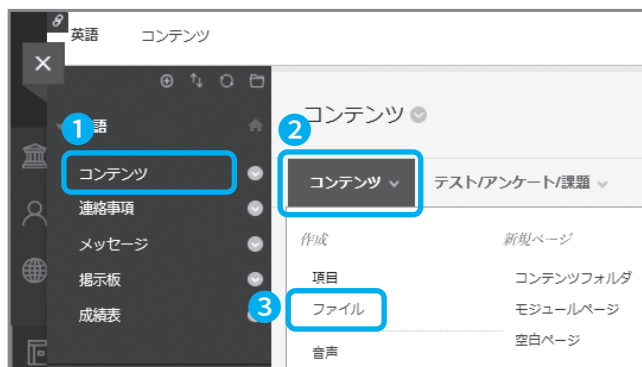 英語 コンテンツ
1 語
コンテンツ
連絡事項
メッセージ
掲示板
成績表
コンテンツ
2
コンテンツ テスト/アンケート/課題
作成
項目
3 ファイル
音声
新規ページ
コンテンツフォルダ
モジュールページ
空白ページ